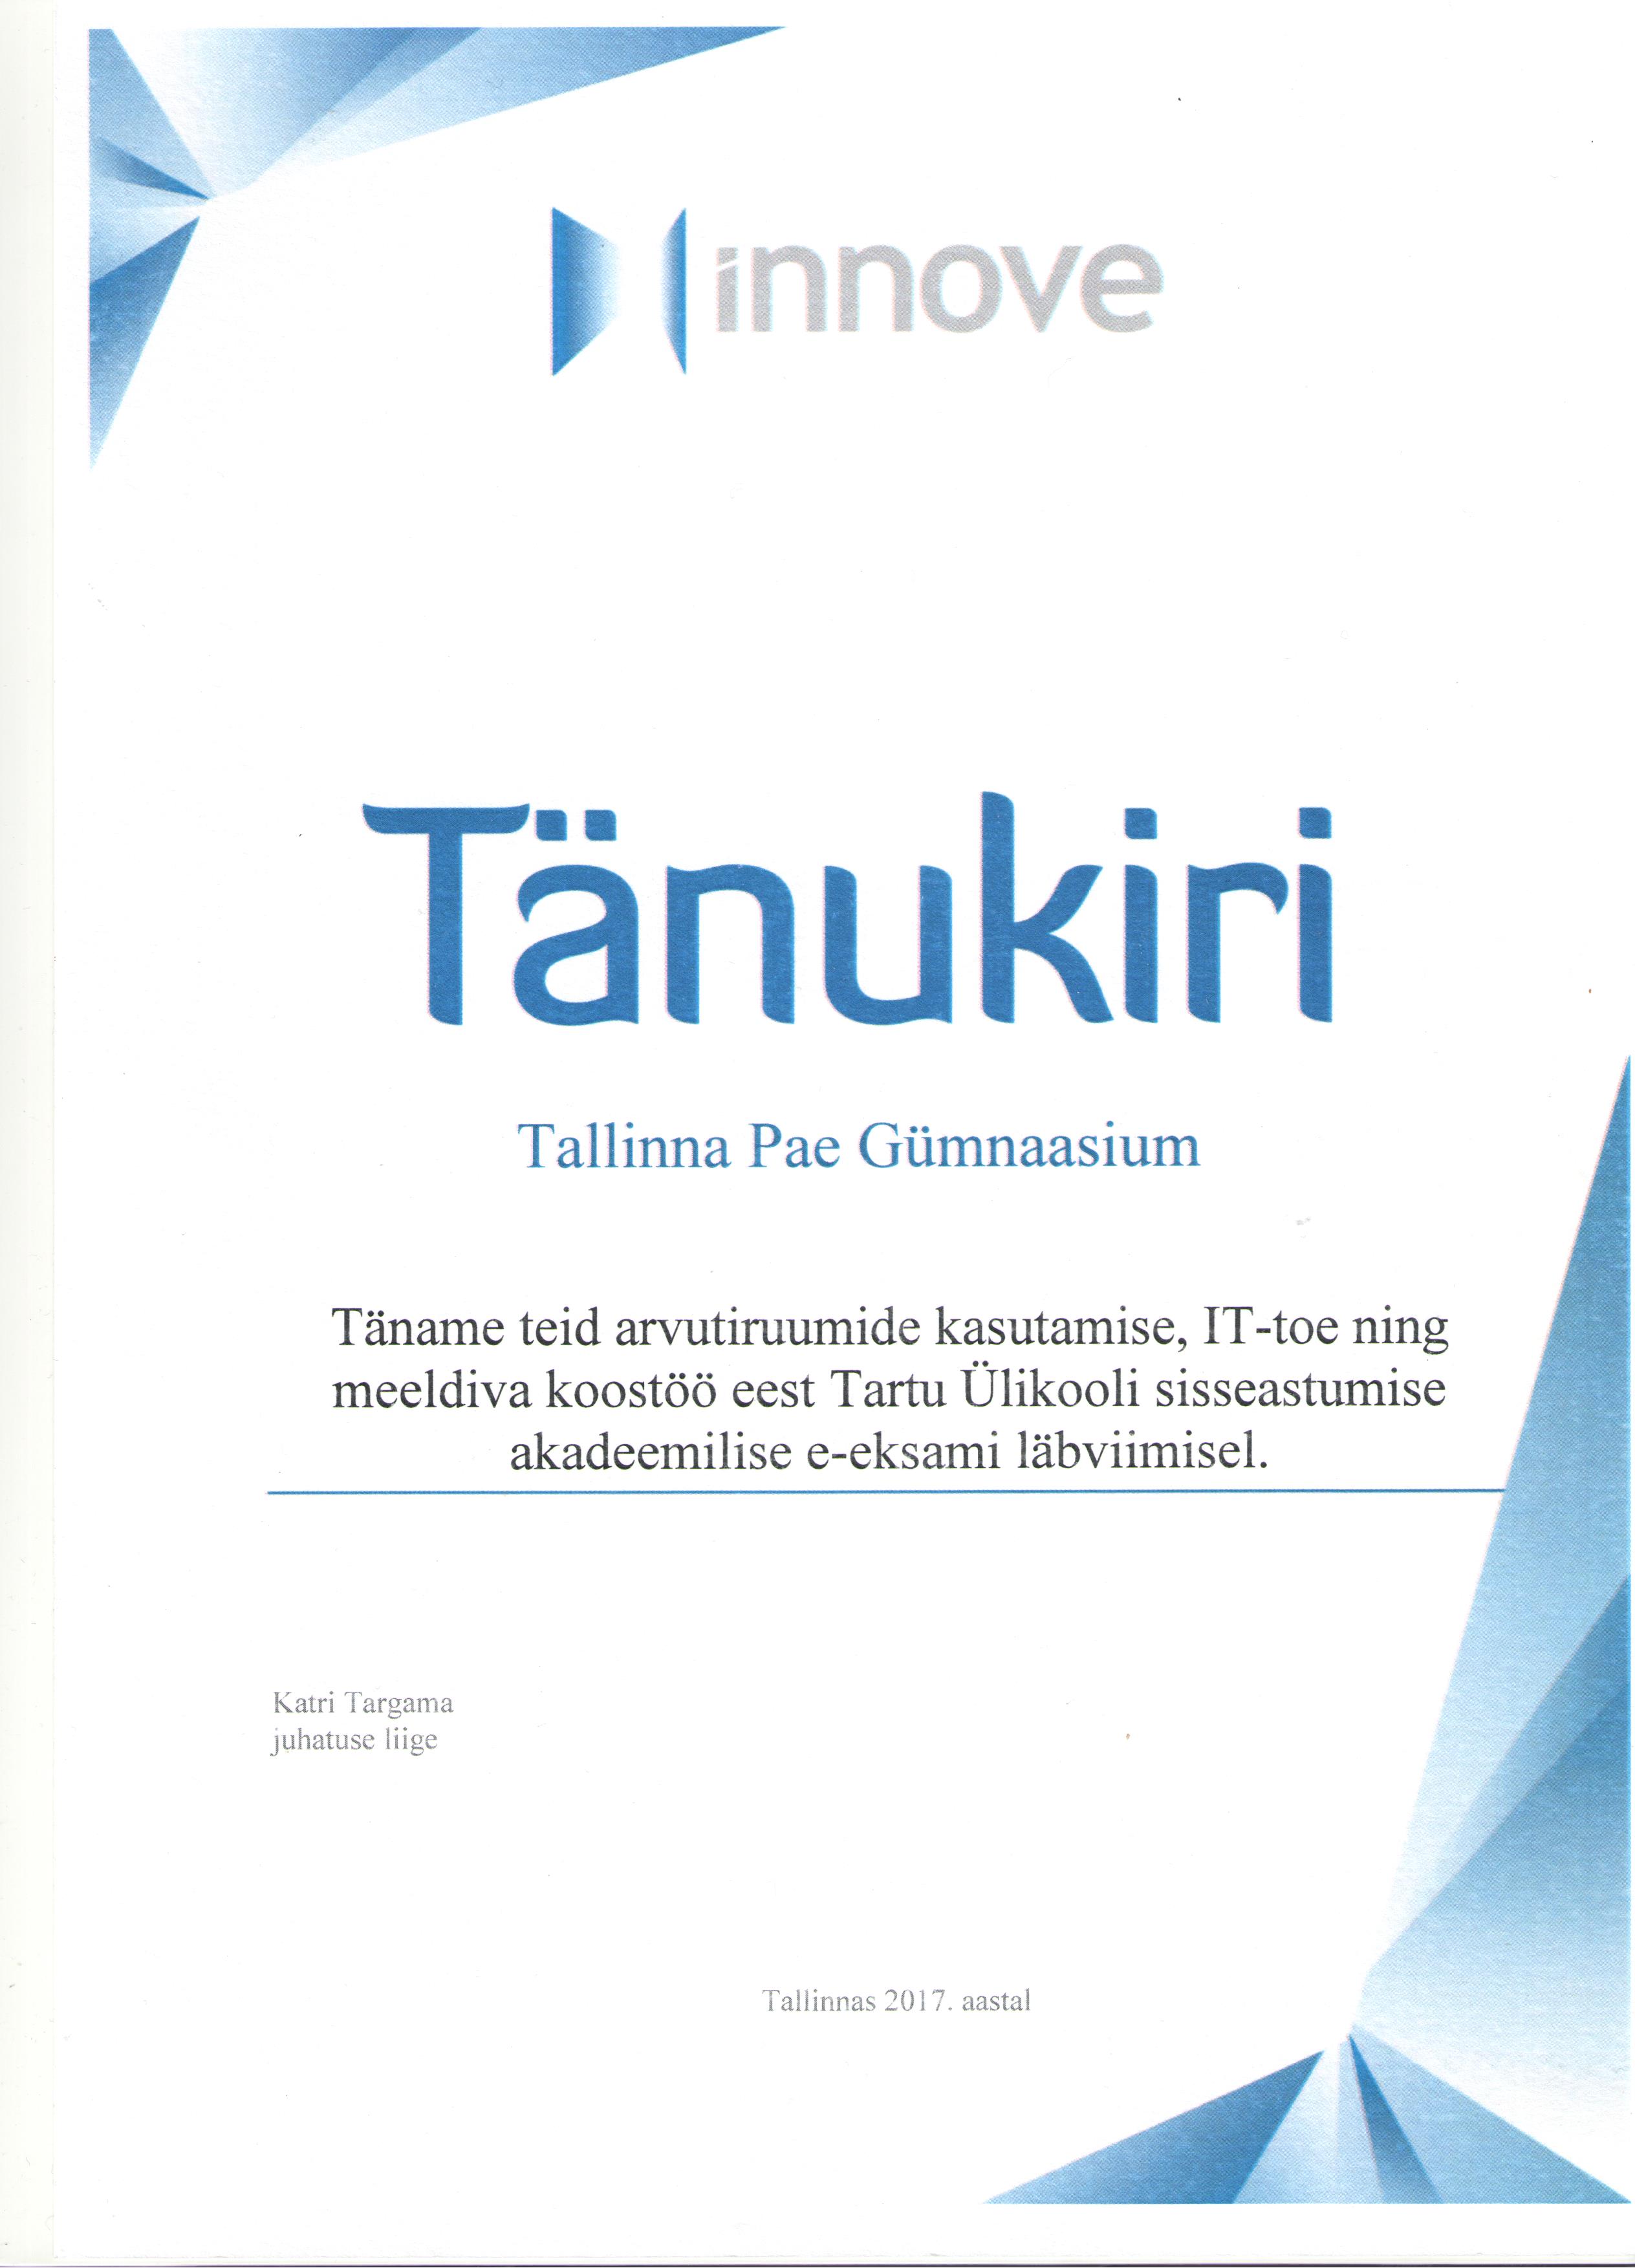 innove
Tänukiri
Tallinna Pae Gümnaasium
Täname teid arvutiruumide kasutamise, IT-toe ning
meeldiva koostöö eest Tartu Ülikooli sisseastumise
akadeemilise e-eksami läbviimisel.
Katri Targama
juhatuse liige
Tallinnas 2017. aastal